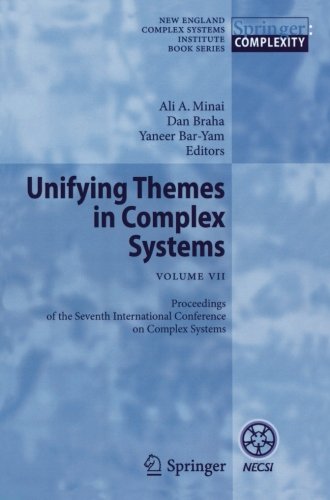 NEW ENGLAND
COMPLEX SYSTEMS
INSTITUTE
BOOK SERIES
Springer:
COMPLEXITY
Ali A. Minai
Dan Braha
Yaneer Bar-Yam
Editors
Unifying Themes
in Complex
Systems
VOLUME VII
Proceedings
of the Seventh International Conference
on Complex Systems
Springer
NECSI